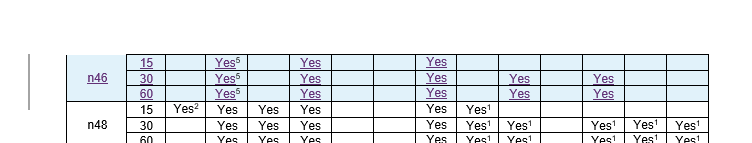 15 Yes⁵ Yes Yes
n46 30 Yes⁵ Yes Yes Yes Yes
60 Yes⁵ Yes Yes Yes Yes
15 Yes² Yes Yes Yes Yes Yes¹
n48 30 Yes Yes Yes Yes Yes¹ Yes¹ Yes¹ Yes¹ Yes¹
60 Yes Yes Yes Yes Yes¹ Yes¹ Yes¹ Yes¹ Yes¹